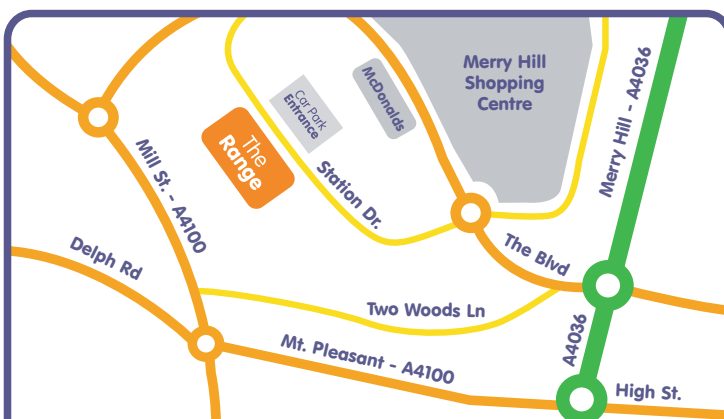 Merry Hill
Shopping
Centre
Merry Hill - A4036
McDonalds
Car Park
Entrance
The
Range
Mill St. - A4100
Station Dr.
The Blvd
Delph Rd
Two Woods Ln
A4036
Mt. Pleasant - A4100
High St.